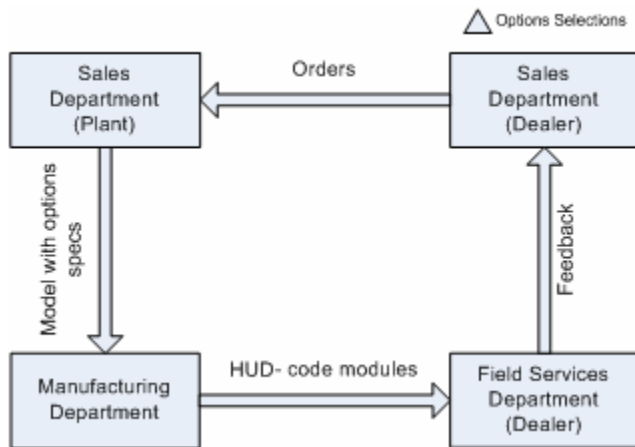 Options Selections
Sales
Department
(Plant)
Orders
Sales
Department
(Dealer)
Model with options
specs
Feedback
Manufacturing
Department
HUD- code modules
Field Services
Department
(Dealer)